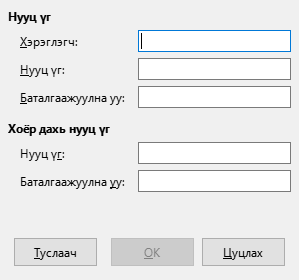 Нууц үг
Хэрэглэгч:
Нууц үг:
Баталгаажуулна уу:
Хоёр дахь нууц үг
Нууц үг:
Баталгаажуулна уу:
Туслаач
OK
Цуцлах